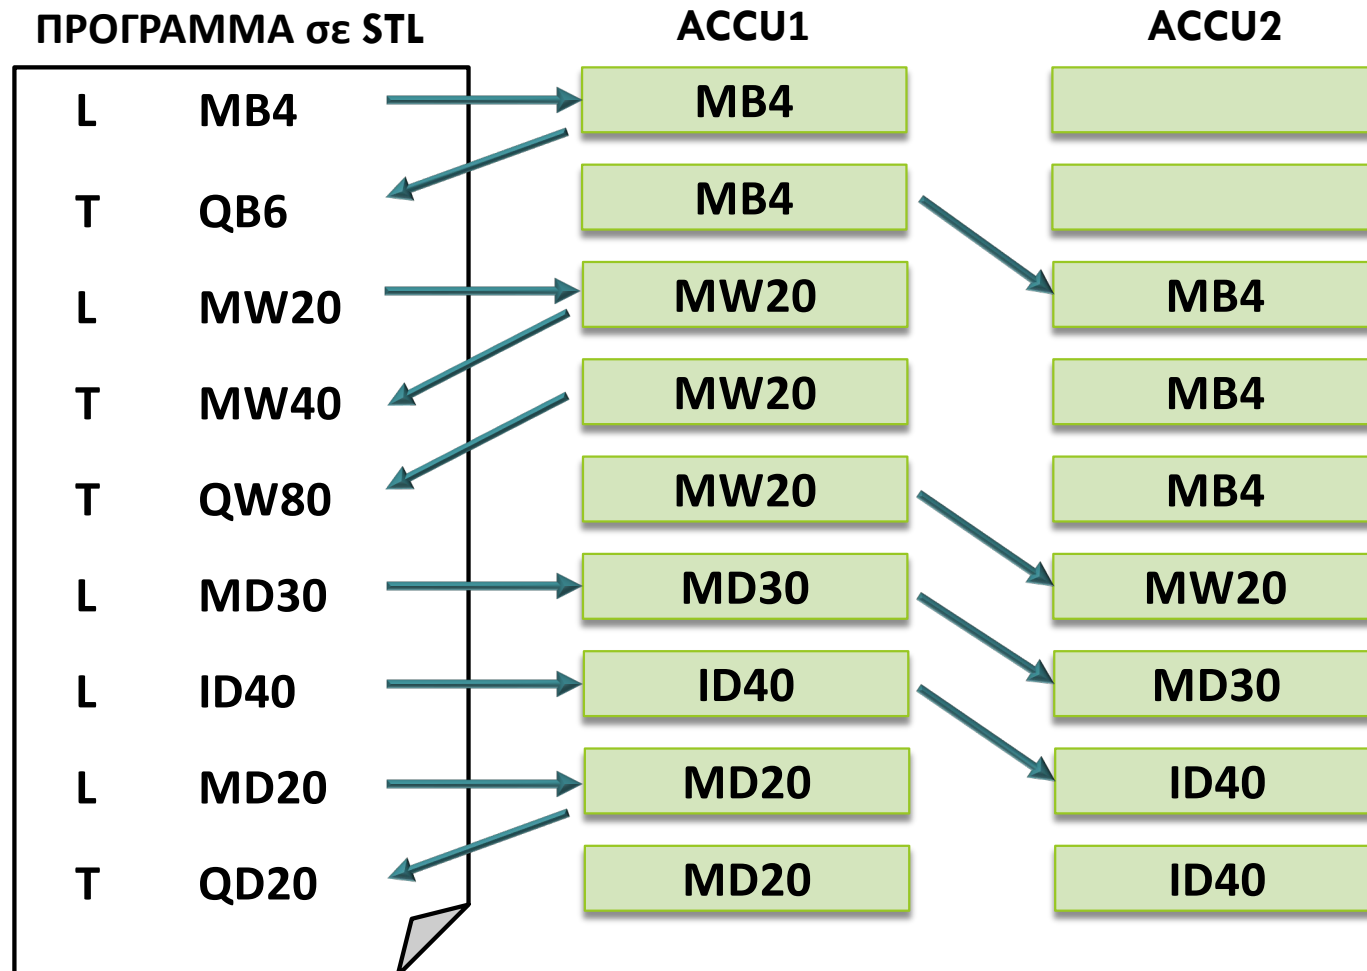 ΠΡΟΓΡΑΜΜΑ σε STL ACCU1 ACCU2
L MB4 MB4
T QB6 MB4
L MW20 MW20 MB4
T MW40 MW20 MB4
T QW80 MW20 MB4
L MD30 MD30 MW20
L ID40 ID40 MD30
L MD20 MD20 ID40
T QD20 MD20 ID40